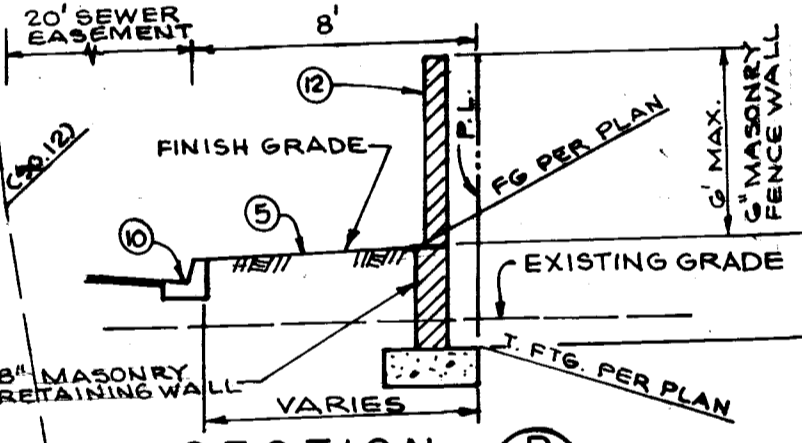 20' SEWER
EASEMENT
8'
12
FINISH GRADE
P.L.
FG PER PLAN
6' MAX.
6" MASONRY
FENCE WALL
5
10
EXISTING GRADE
8" MASONRY
RETAINING WALL
T. FTG. PER PLAN
VARIES
SECTION
B